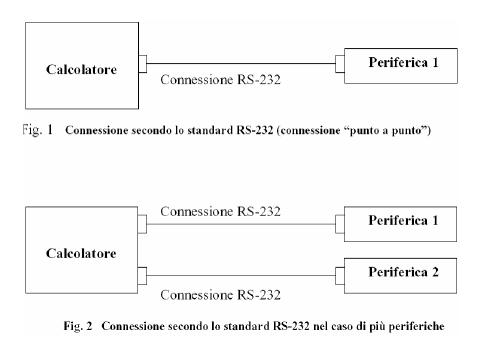 Calcolatore
Periferica 1
Connessione RS-232
Fig. 1 Connessione secondo lo standard RS-232 (connessione “punto a punto”)
Connessione RS-232
Periferica 1
Calcolatore
Periferica 2
Connessione RS-232
Fig. 2 Connessione secondo lo standard RS-232 nel caso di più periferiche